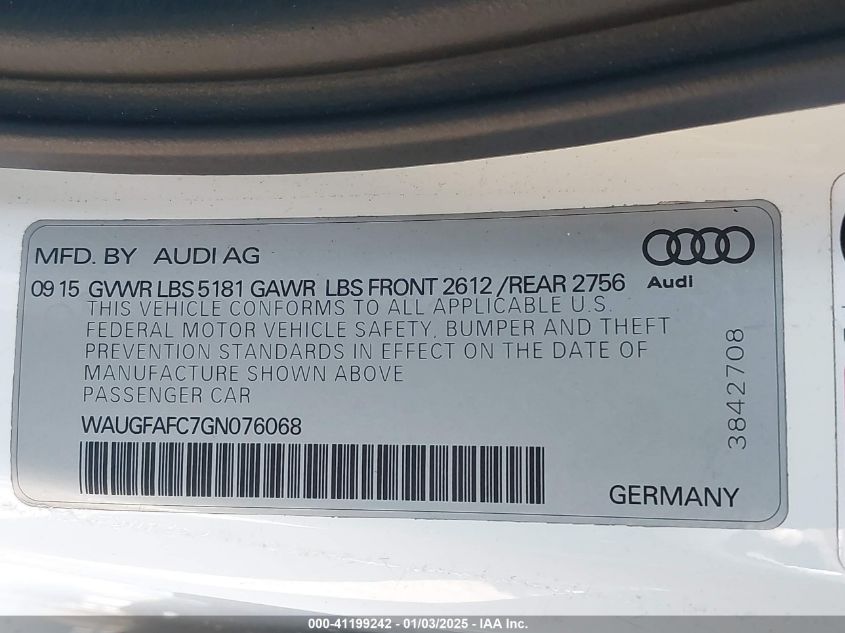 MFD. BY AUDI AG
09 15 GVWR LBS 5181 GAWR LBS FRONT 2612 /REAR 2756
Audi
THIS VEHICLE CONFORMS TO ALL APPLICABLE U.S.
FEDERAL MOTOR VEHICLE SAFETY, BUMPER AND THEFT
PREVENTION STANDARDS IN EFFECT ON THE DATE OF
MANUFACTURE SHOWN ABOVE
PASSENGER CAR
WAUGFAFC7GN076068
3842708
GERMANY
000-41199242 - 01/03/2025 - IAA Inc.